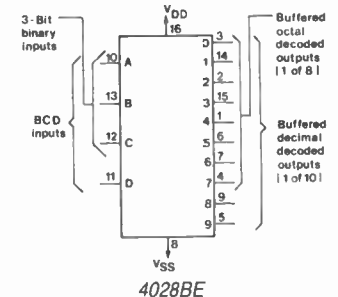 VDD
16
3-Bit
binary
inputs
BCD
inputs
10 A
13 B
12 C
11 D
0 3
1 14
2 2
3 15
4 1
5 6
6 7
7 4
8 9
9 5
Buffered
octal
decoded
outputs
[1 of 8]
Buffered
decimal
decoded
outputs
[1 of 10]
8
VSS
4028BE